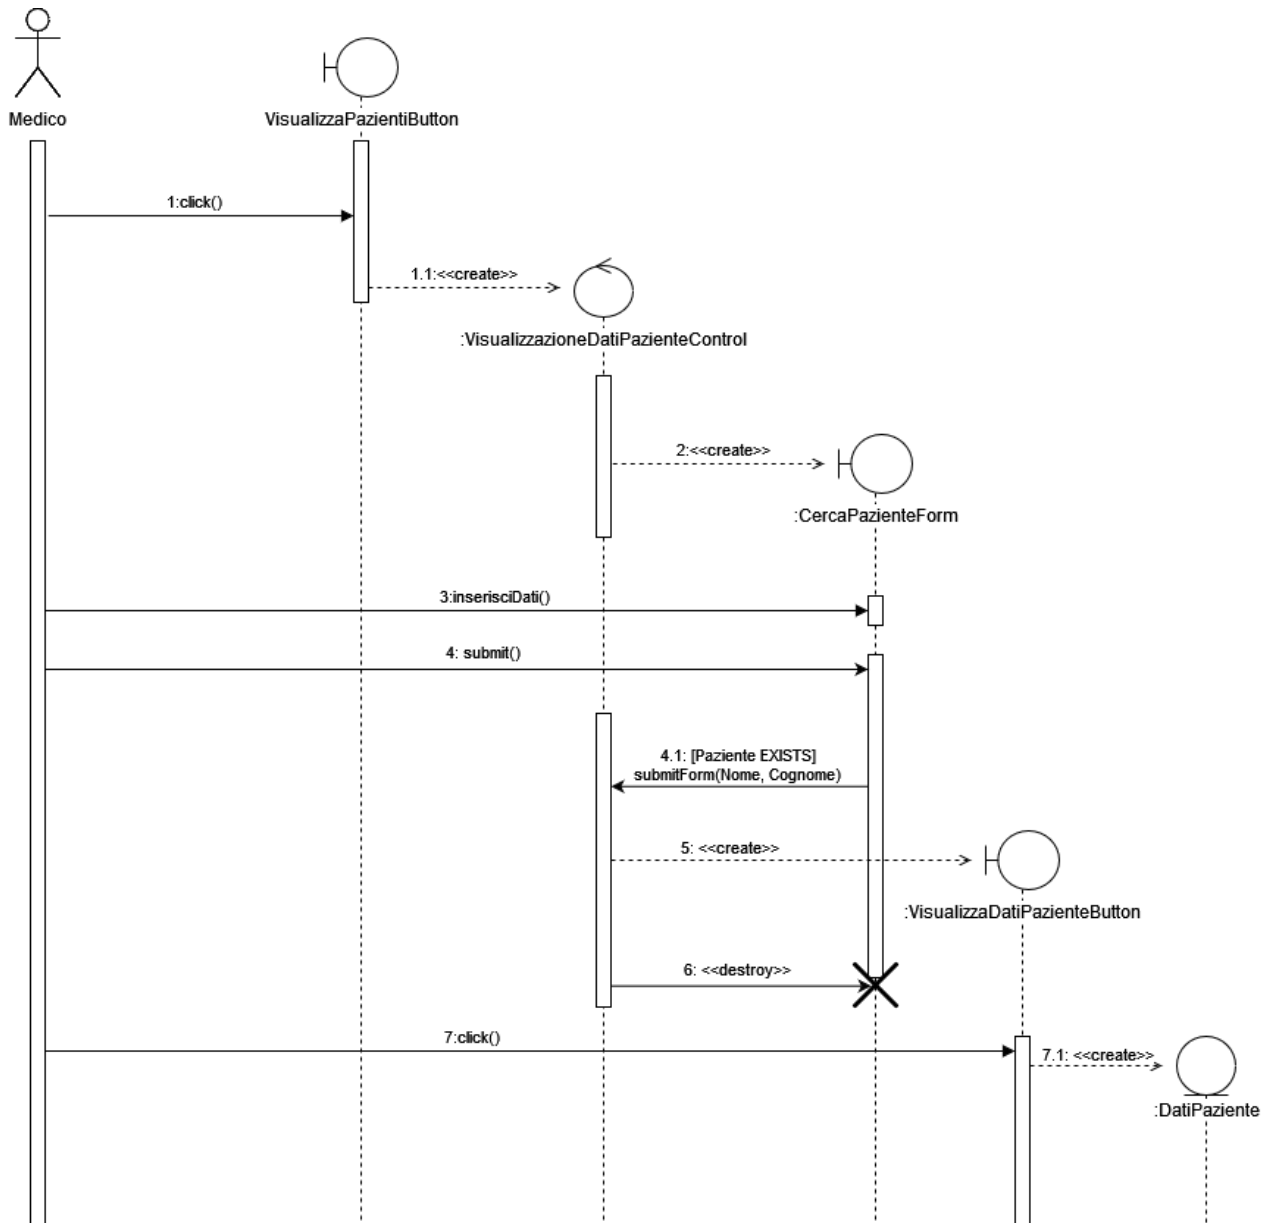 Medico
VisualizzaPazientiButton
1:click()
1.1:<<create>>
:VisualizzazioneDatiPazienteControl
2:<<create>>
:CercaPazienteForm
3:inserisciDati()
4: submit()
4.1: [Paziente EXISTS]
submitForm(Nome, Cognome)
5: <<create>>
:VisualizzaDatiPazienteButton
6: <<destroy>>
7:click()
7.1: <<create>>
:DatiPaziente